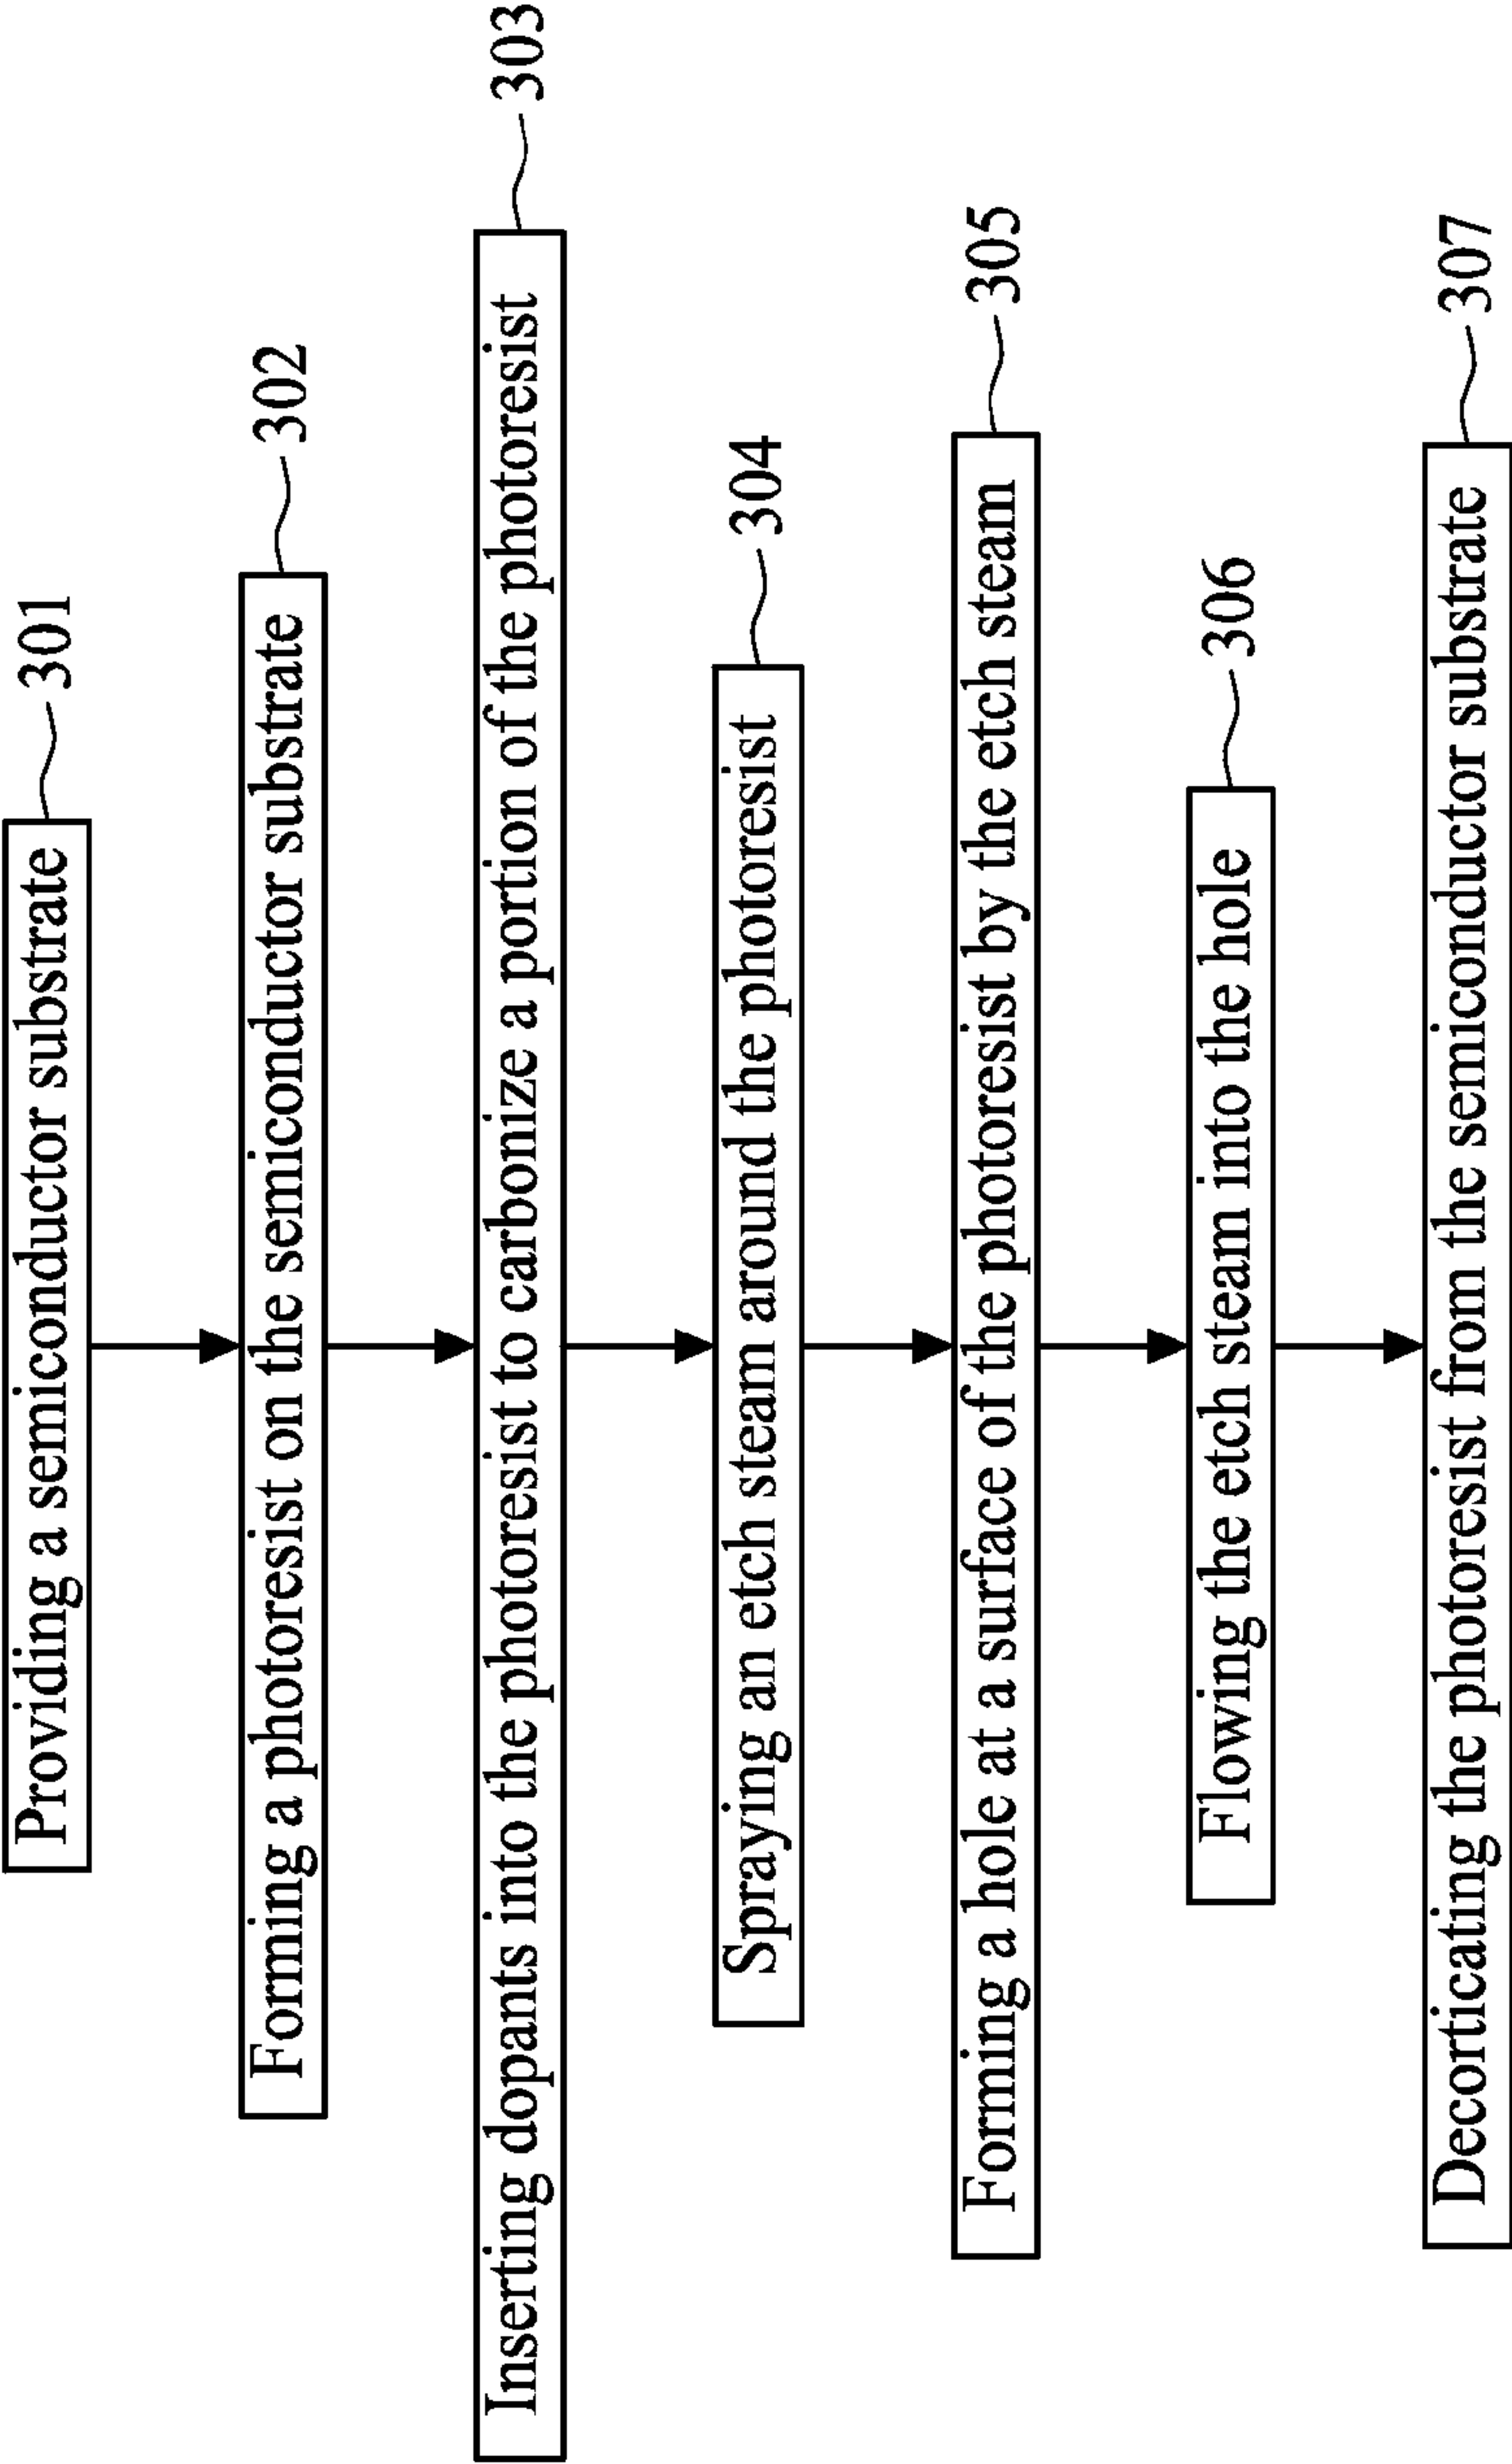 Providing a semiconductor substrate
301
Forming a photoresist on the semiconductor substrate
302
Inserting dopants into the photoresist to carbonize a portion of the photoresist
303
Spraying an etch steam around the photoresist
304
Forming a hole at a surface of the photoresist by the etch steam
305
Flowing the etch steam into the hole
306
Decorticating the photoresist from the semiconductor substrate
307